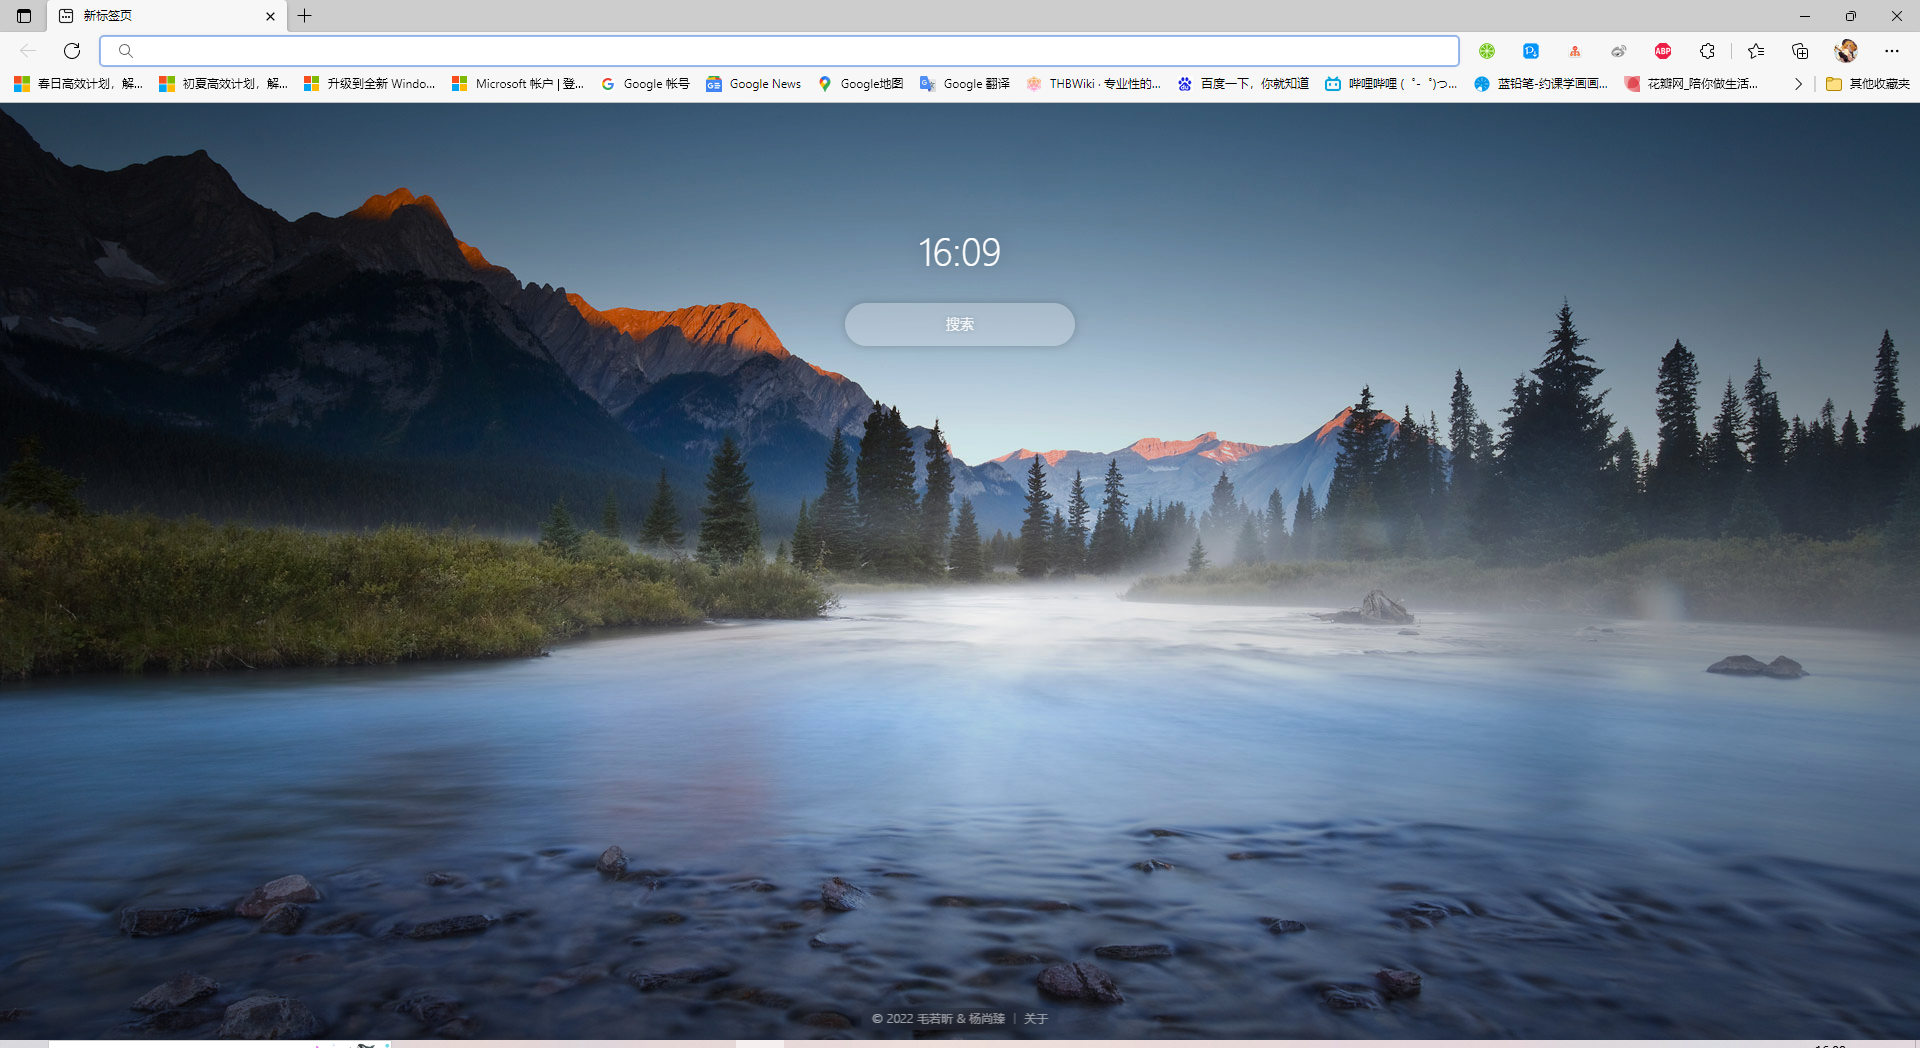 新标签页
ABP
春日高效计划，解...
初夏高效计划，解...
升级到全新 Windo...
Microsoft 帐户 | 登...
Google 帐号
Google News
Google地图
Google 翻译
THBWiki · 专业性的...
百度一下，你就知道
哔哩哔哩 (゜-゜)つ...
蓝铅笔-约课学画画...
花瓣网_陪你做生活...
其他收藏夹
16:09
搜索
© 2022 毛若昕 & 杨尚臻 | 关于